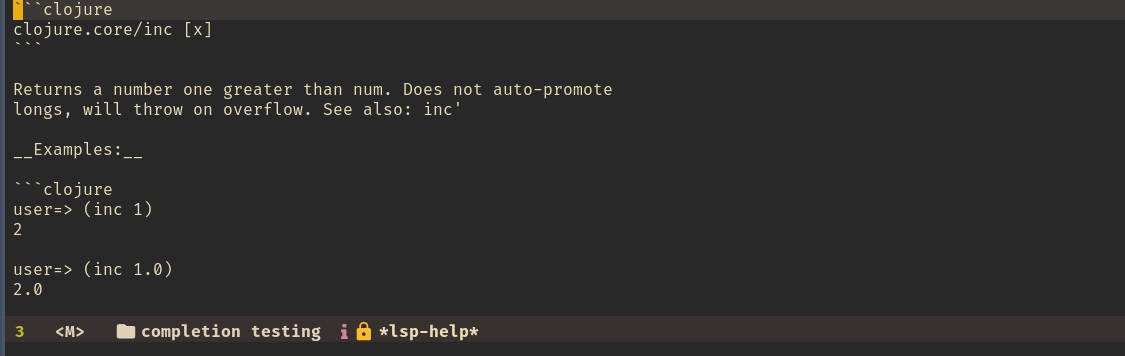 ```clojure
clojure.core/inc [x]
```
Returns a number one greater than num. Does not auto-promote
longs, will throw on overflow. See also: inc'
__Examples:__
```clojure
user=> (inc 1)
2
user=> (inc 1.0)
2.0
3 <M> completion testing i *lsp-help*